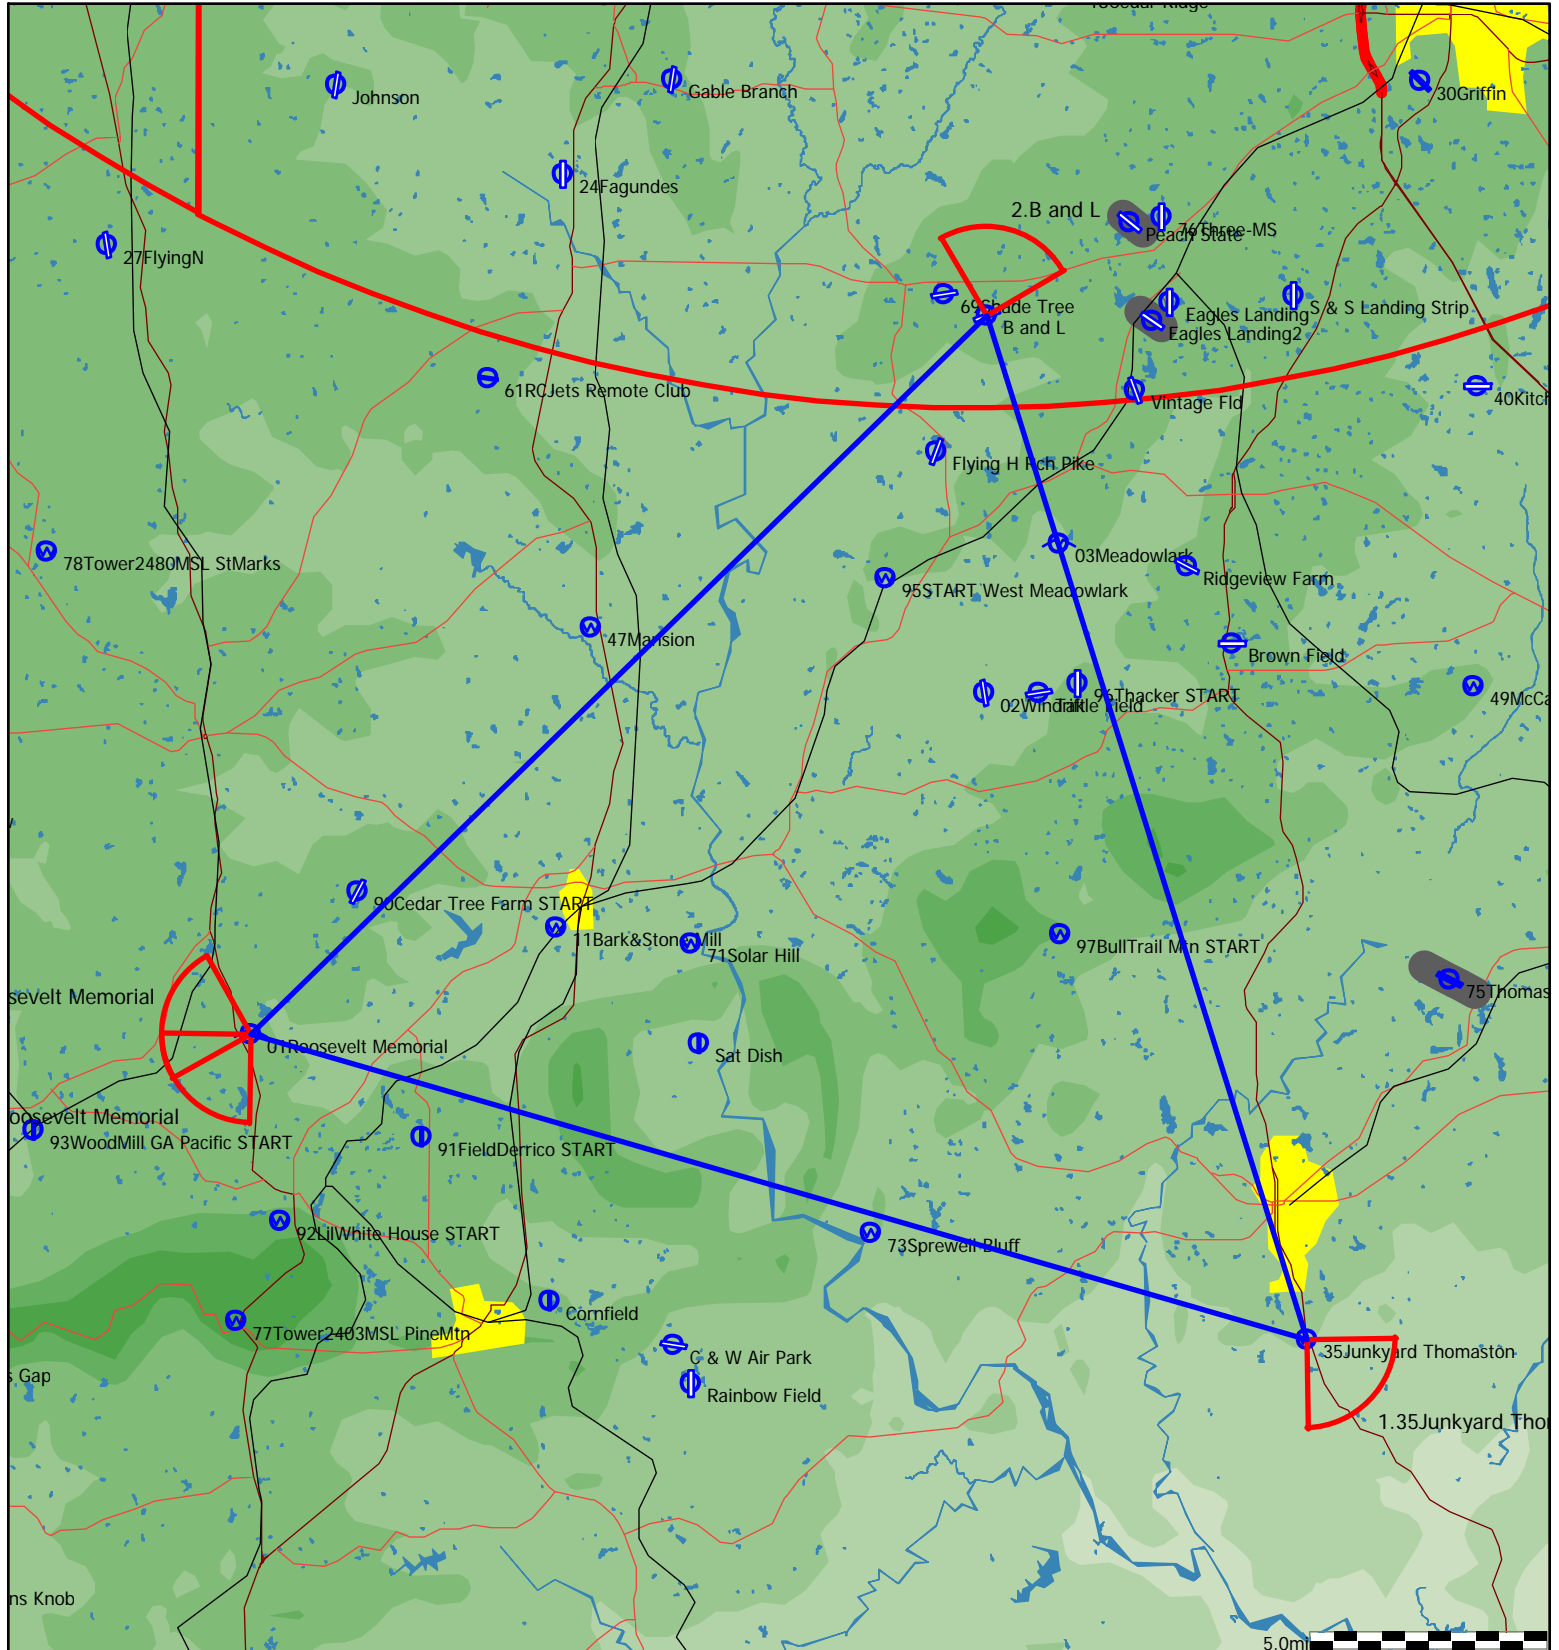 Johnson
Gable Branch
30Griffin
24Fagundes
2.B and L
76Three-MS
Peach State
27FlyingN
69Shade Tree
B and L
Eagles Landing
S & S Landing Strip
Eagles Landing2
61RCJets Remote Club
Vintage Fld
40Kitch
Flying H Rch Pike
78Tower2480MSL StMarks
03Meadowlark
Ridgeview Farm
95START West Meadowlark
47Mansion
Brown Field
96Thacker START
02Windrift
Field
49McCa
90Cedar Tree Farm START
11Bark&Stone Mill
71Solar Hill
97BullTrail Mtn START
75Thomas
sevelt Memorial
01Roosevelt Memorial
Sat Dish
oosevelt Memorial
93WoodMill GA Pacific START
91FieldDerrico START
92LilWhite House START
73Sprewell Bluff
Cornfield
77Tower2403MSL PineMtn
C & W Air Park
35Junkyard Thomaston
s Gap
Rainbow Field
1.35Junkyard Tho
ns Knob
5.0mi